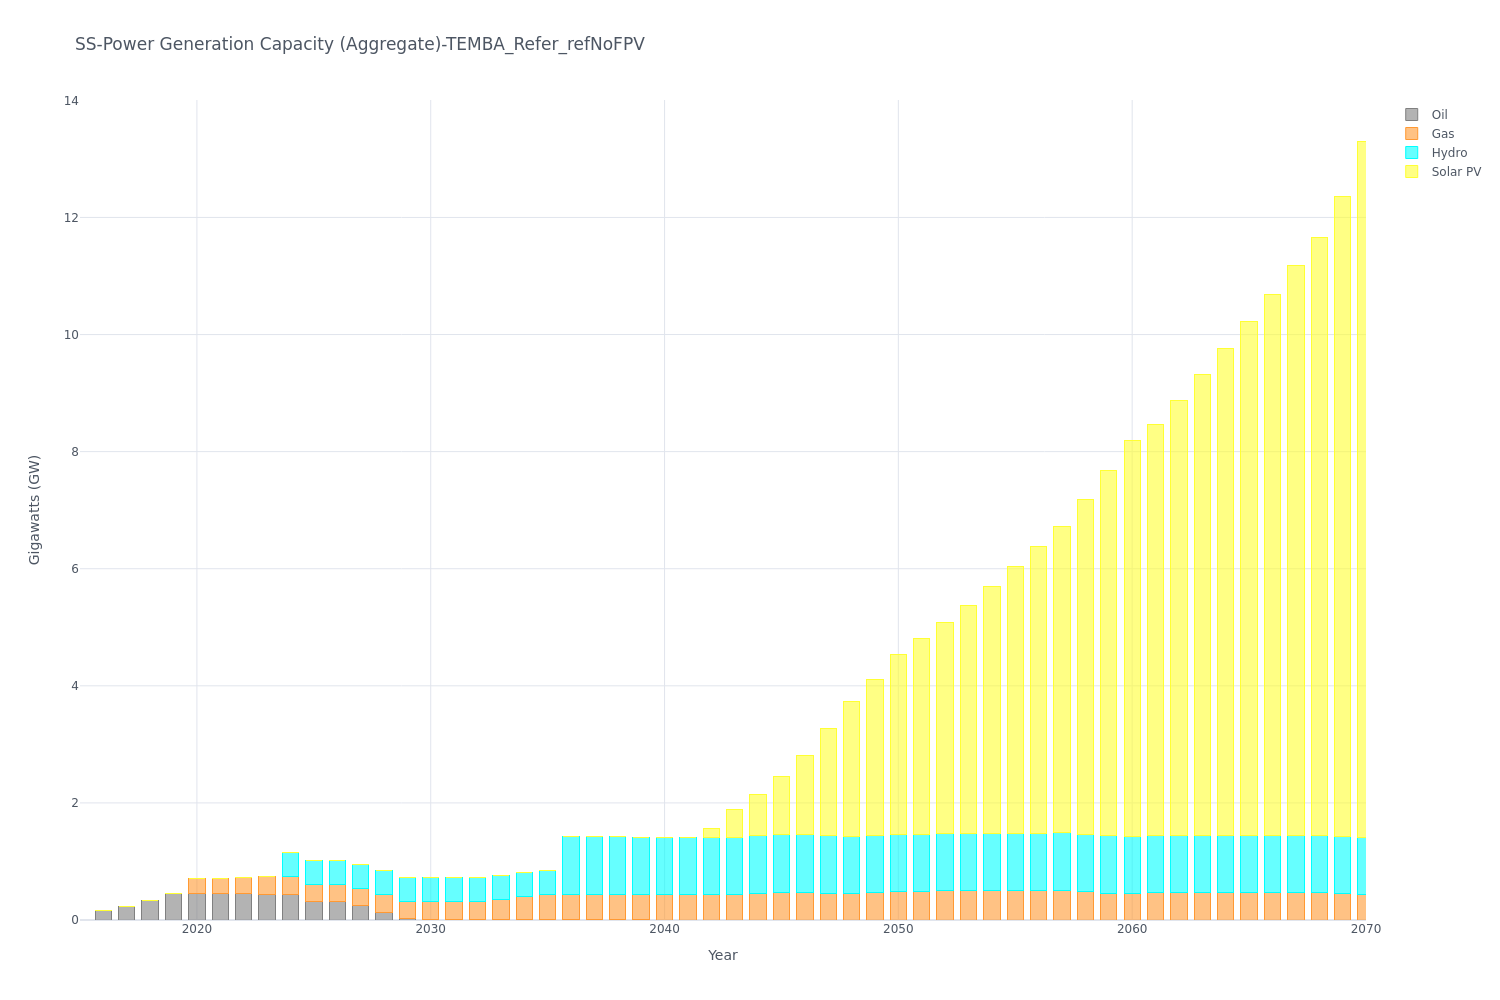 SS-Power Generation Capacity (Aggregate)-TEMBA_Refer_refNoFPV
14
12
10
8
6
4
2
0
Gigawatts (GW)
2020
2030
2040
2050
2060
2070
Year
Oil
Gas
Hydro
Solar PV